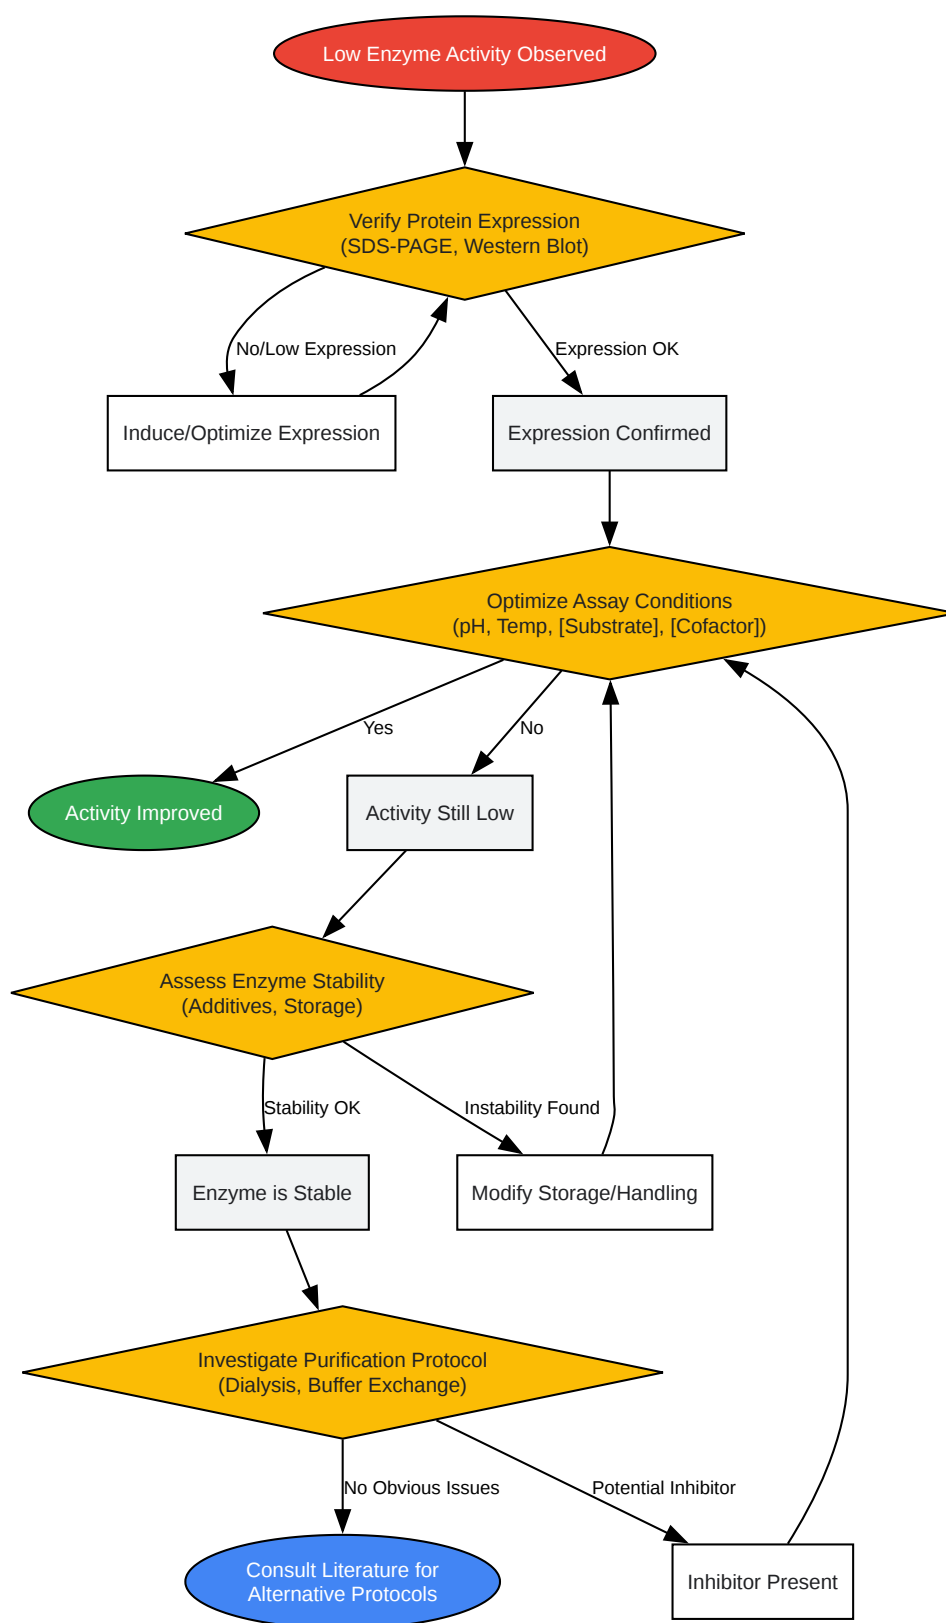 Low Enzyme Activity Observed
Verify Protein Expression
(SDS-PAGE, Western Blot)
No/Low Expression
Expression OK
Induce/Optimize Expression
Expression Confirmed
Optimize Assay Conditions
(pH, Temp, [Substrate], [Cofactor])
Yes
No
Activity Improved
Activity Still Low
Assess Enzyme Stability
(Additives, Storage)
Stability OK
Instability Found
Enzyme is Stable
Modify Storage/Handling
Investigate Purification Protocol
(Dialysis, Buffer Exchange)
No Obvious Issues
Potential Inhibitor
Consult Literature for
Alternative Protocols
Inhibitor Present